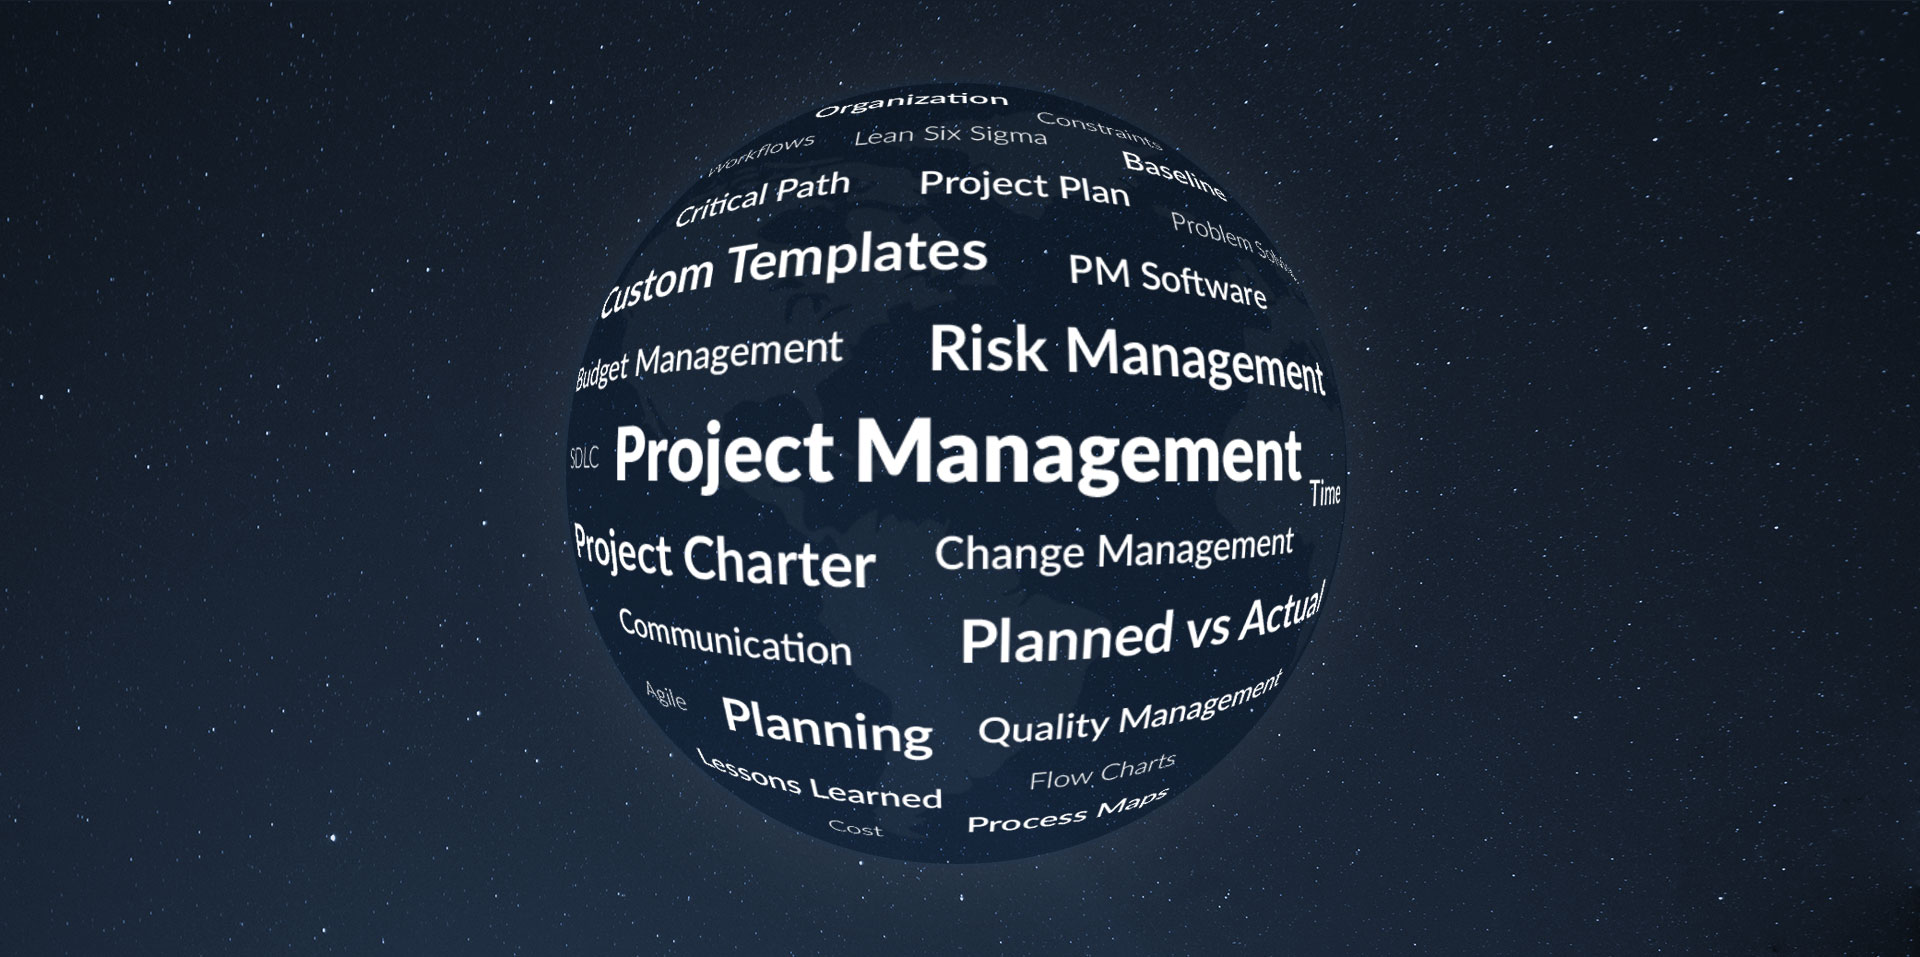 Organization
Workflows Lean Six Sigma Constraints
Critical Path Project Plan Baseline
Problem Solving
Custom Templates PM Software
Budget Management Risk Management
SDLC Project Management
Time
Project Charter Change Management
Communication Planned vs Actual
Agile Planning Quality Management
Lessons Learned Flow Charts
Cost Process Maps